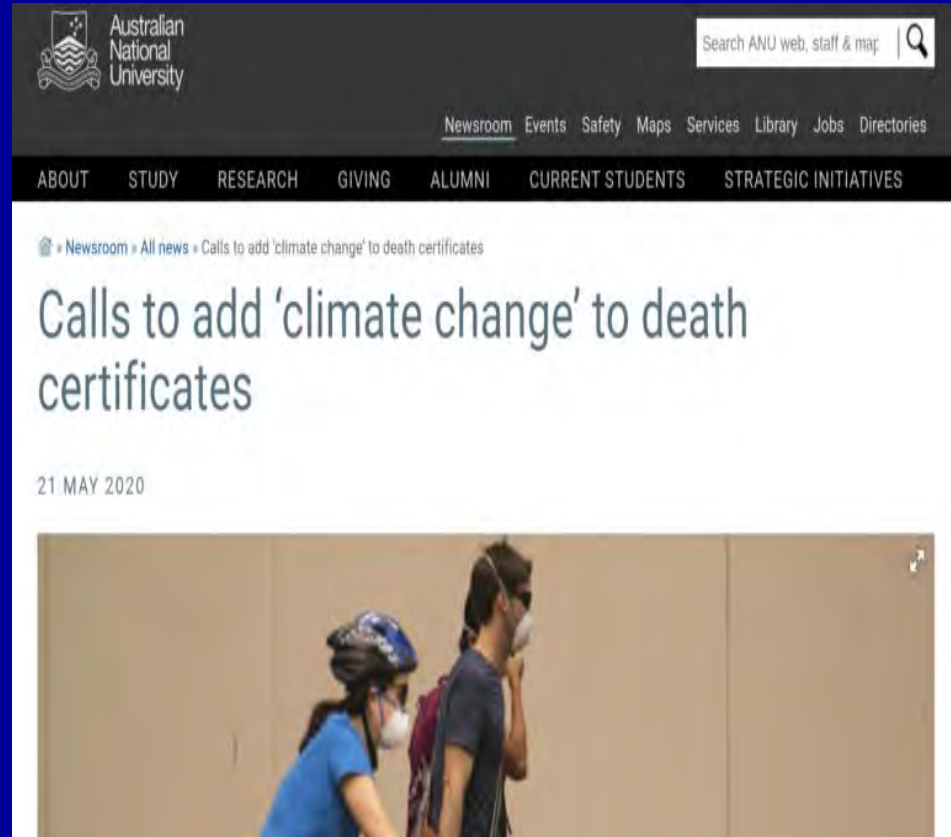 Australian
National
University
Search ANU web, staff & map
Newsroom Events Safety Maps Services Library Jobs Directories
ABOUT STUDY RESEARCH GIVING ALUMNI CURRENT STUDENTS STRATEGIC INITIATIVES
» Newsroom » All news » Calls to add 'climate change' to death certificates
Calls to add ‘climate change’ to death
certificates
21 MAY 2020